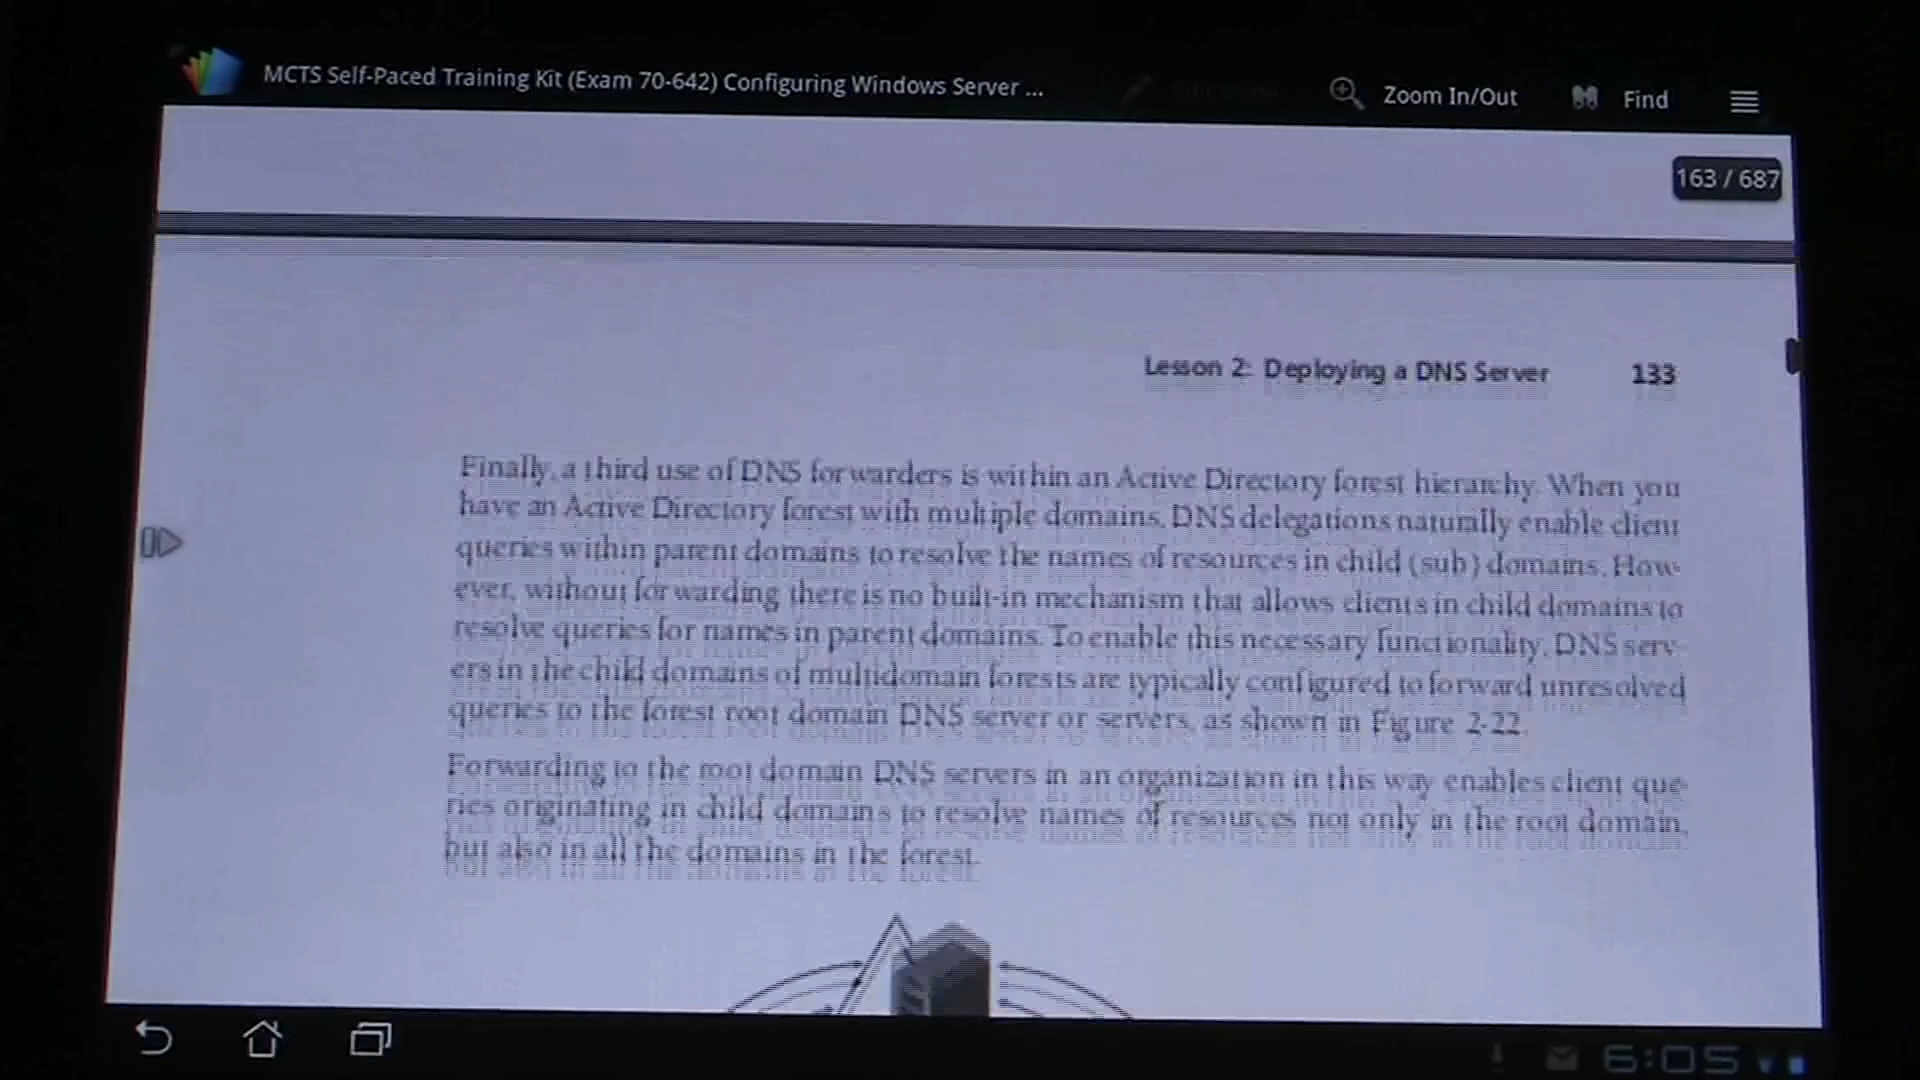 MCTS Self-Paced Training Kit (Exam 70-642) Configuring Windows Server ...
Zoom In/Out
Find
163 / 687
Lesson 2: Deploying a DNS Server 133
Finally, a third use of DNS forwarders is within an Active Directory forest hierarchy. When you
have an Active Directory forest with multiple domains, DNS delegations naturally enable client
queries within parent domains to resolve the names of resources in child (sub) domains. How-
ever, without forwarding there is no built-in mechanism that allows clients in child domains to
resolve queries for names in parent domains. To enable this necessary functionality, DNS serv-
ers in the child domains of multidomain forests are typically configured to forward unresolved
queries to the forest root domain DNS server or servers, as shown in Figure 2-22.
Forwarding to the root domain DNS servers in an organization in this way enables client que-
ries originating in child domains to resolve names of resources not only in the root domain,
but also in all the domains in the forest.
6:05